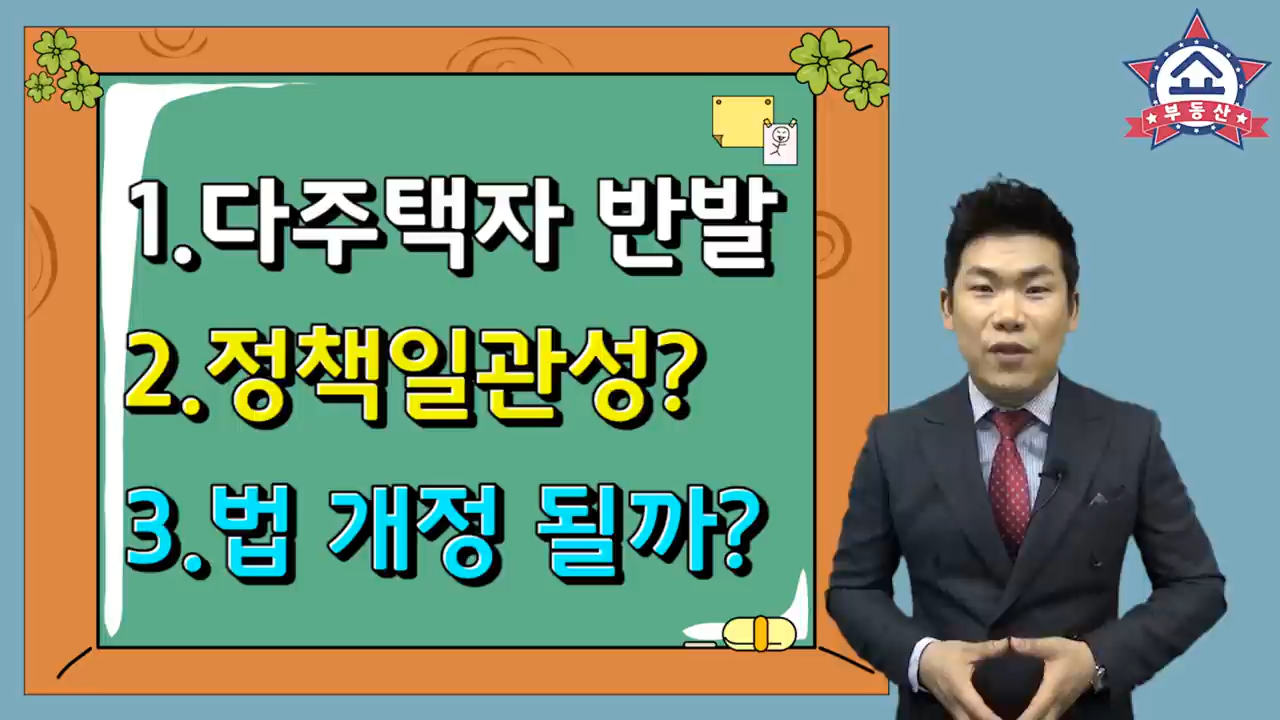 1.다주택자 반발
2.정책일관성?
3.법 개정 될까?
쇼
부동산